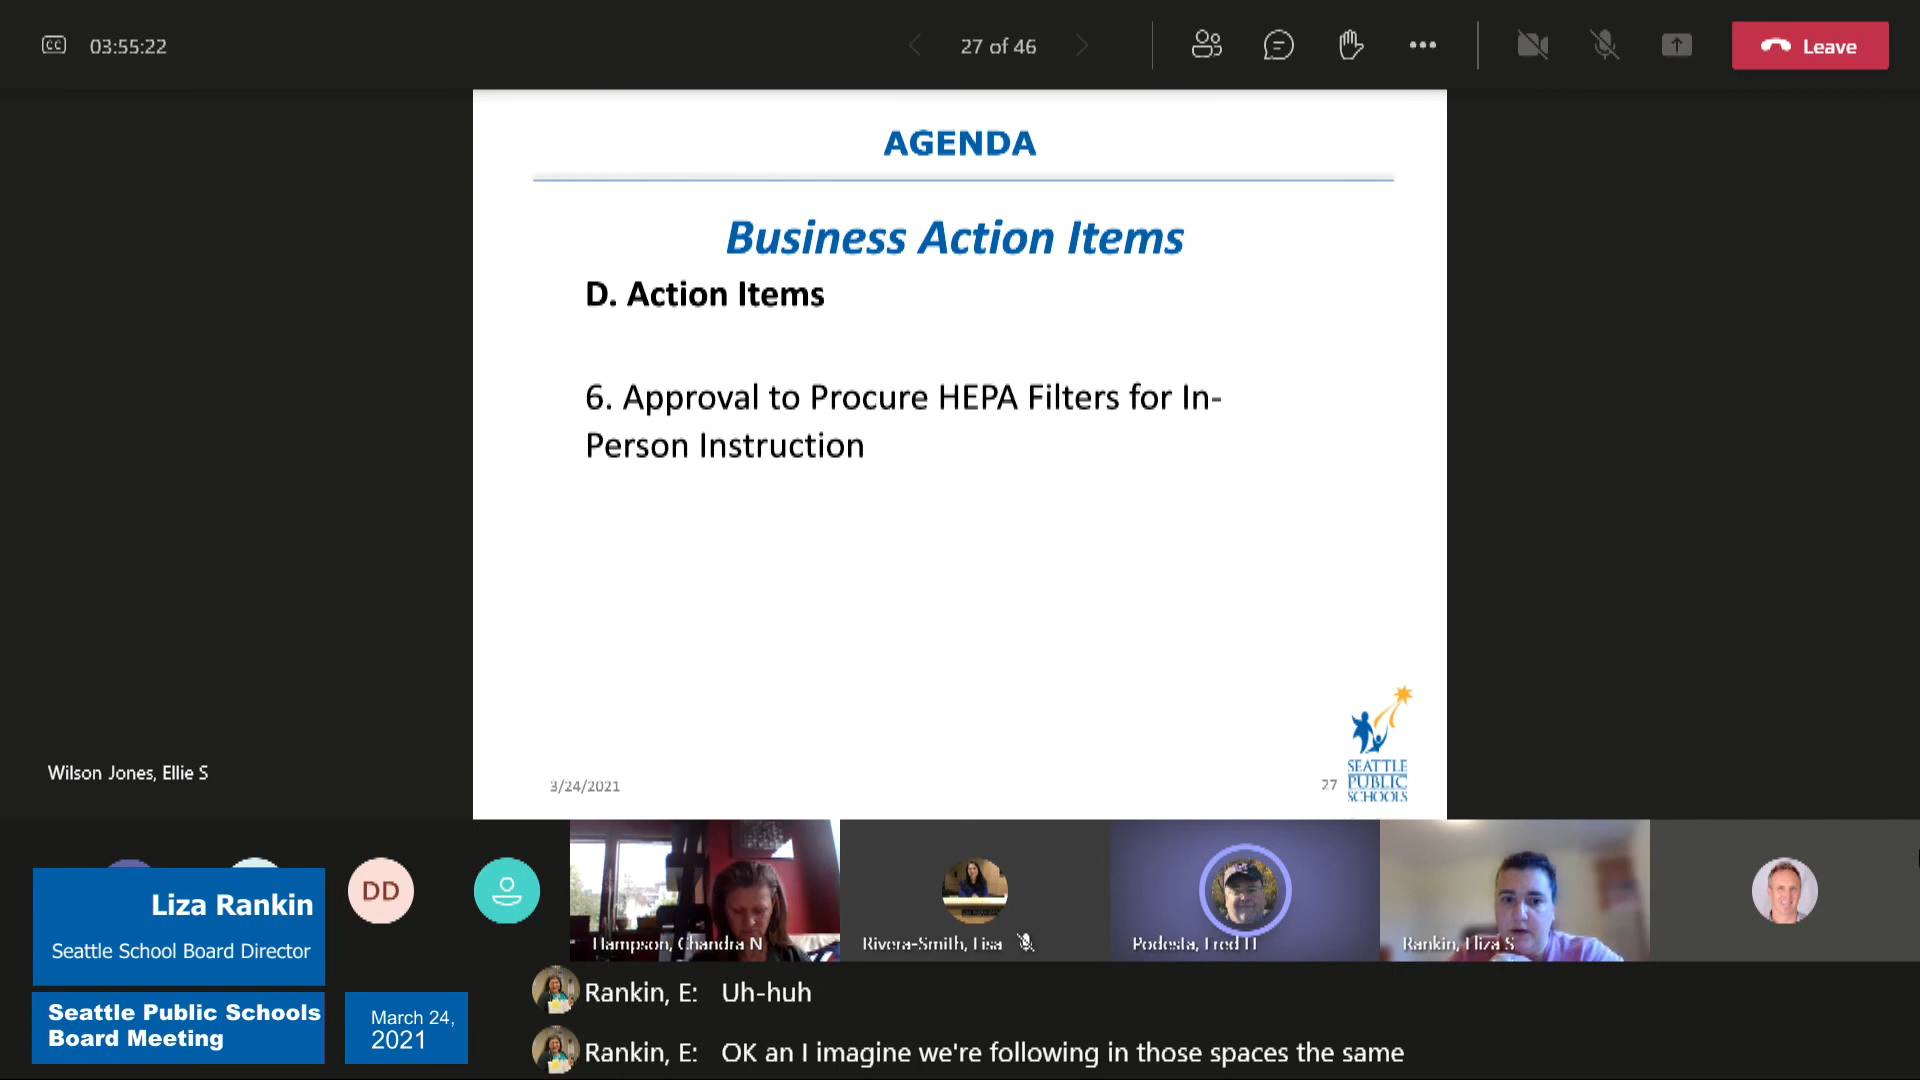 CC 03:55:22
27 of 46
Leave
AGENDA
Business Action Items
D. Action Items
6. Approval to Procure HEPA Filters for In-
Person Instruction
3/24/2021
27
SEATTLE
PUBLIC
SCHOOLS
Wilson Jones, Ellie S
DD
Hampson, Chandra N
Rivera-Smith, Lisa
Podesta, Fred H
Rankin, Eliza S
Liza Rankin
Seattle School Board Director
Seattle Public Schools
Board Meeting
March 24,
2021
Rankin, E: Uh-huh
Rankin, E: OK an I imagine we're following in those spaces the same